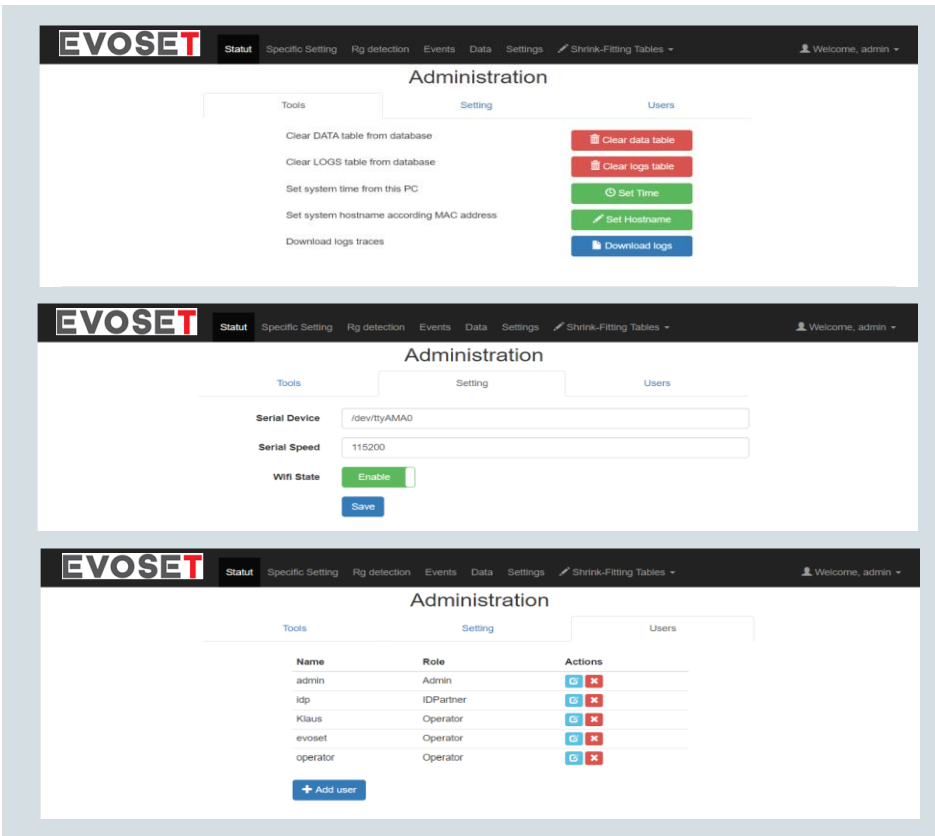 EVOSET Statut Specific Setting Rg detection Events Data Settings Shrink-Fitting Tables Welcome, admin
Administration
Tools Setting Users
Clear DATA table from database Clear data table
Clear LOGS table from database Clear logs table
Set system time from this PC Set Time
Set system hostname according MAC address Set Hostname
Download logs traces Download logs
EVOSET Statut Specific Setting Rg detection Events Data Settings Shrink-Fitting Tables Welcome, admin
Administration
Tools Setting Users
Serial Device /dev/ttyAMA0
Serial Speed 115200
Wifi State Enable
Save
EVOSET Statut Specific Setting Rg detection Events Data Settings Shrink-Fitting Tables Welcome, admin
Administration
Tools Setting Users
Name Role Actions
admin Admin
idp IDPartner
Klaus Operator
evoset Operator
operator Operator
Add user